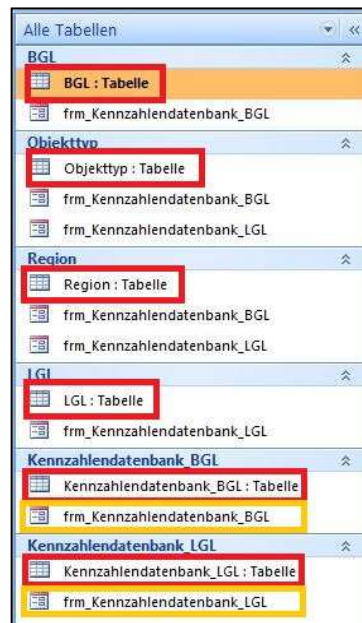 Alle Tabellen
BGL
BGL : Tabelle
frm_Kennzahlendatenbank_BGL
Objekttyp
Objekttyp : Tabelle
frm_Kennzahlendatenbank_BGL
frm_Kennzahlendatenbank_LGL
Region
Region : Tabelle
frm_Kennzahlendatenbank_BGL
frm_Kennzahlendatenbank_LGL
LGL
LGL : Tabelle
frm_Kennzahlendatenbank_LGL
Kennzahlendatenbank_BGL
Kennzahlendatenbank_BGL : Tabelle
frm_Kennzahlendatenbank_BGL
Kennzahlendatenbank_LGL
Kennzahlendatenbank_LGL : Tabelle
frm_Kennzahlendatenbank_LGL